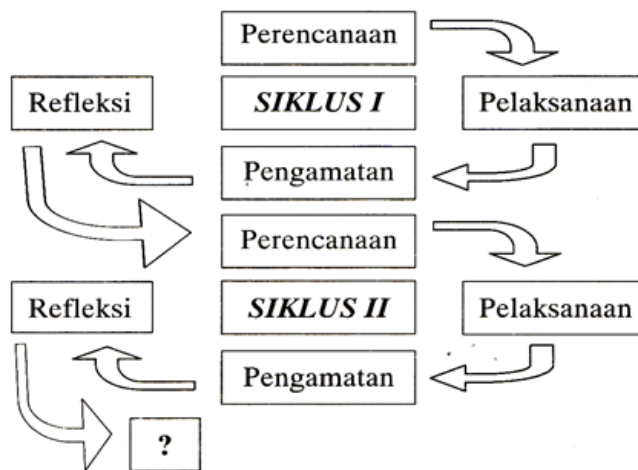 Perencanaan
Refleksi
SIKLUS I
Pelaksanaan
Pengamatan
Perencanaan
Refleksi
SIKLUS II
Pelaksanaan
Pengamatan
?